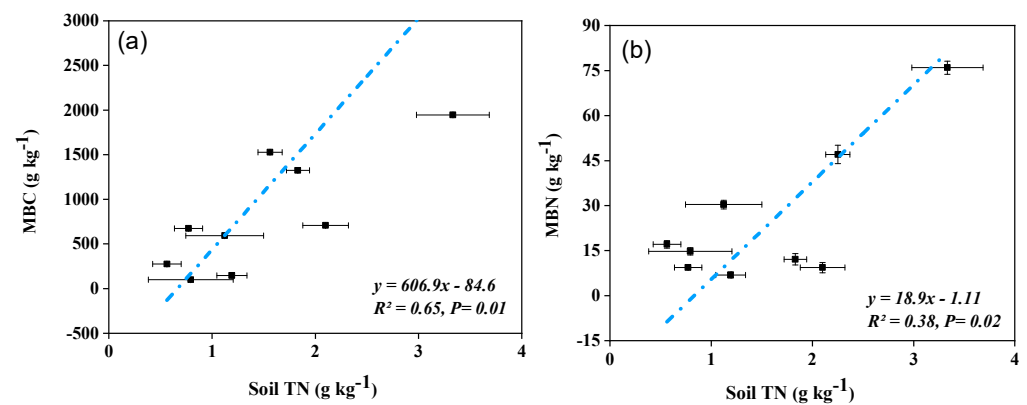 (a)
3000
2500
2000
1500
1000
500
0
-500
MBC (g kg-1)
0 1 2 3 4
Soil TN (g kg-1)
y = 606.9x - 84.6
R² = 0.65, P= 0.01
(b)
90
75
60
45
30
15
0
-15
MBN (g kg-1)
0 1 2 3 4
Soil TN (g kg-1)
y = 18.9x - 1.11
R² = 0.38, P= 0.02